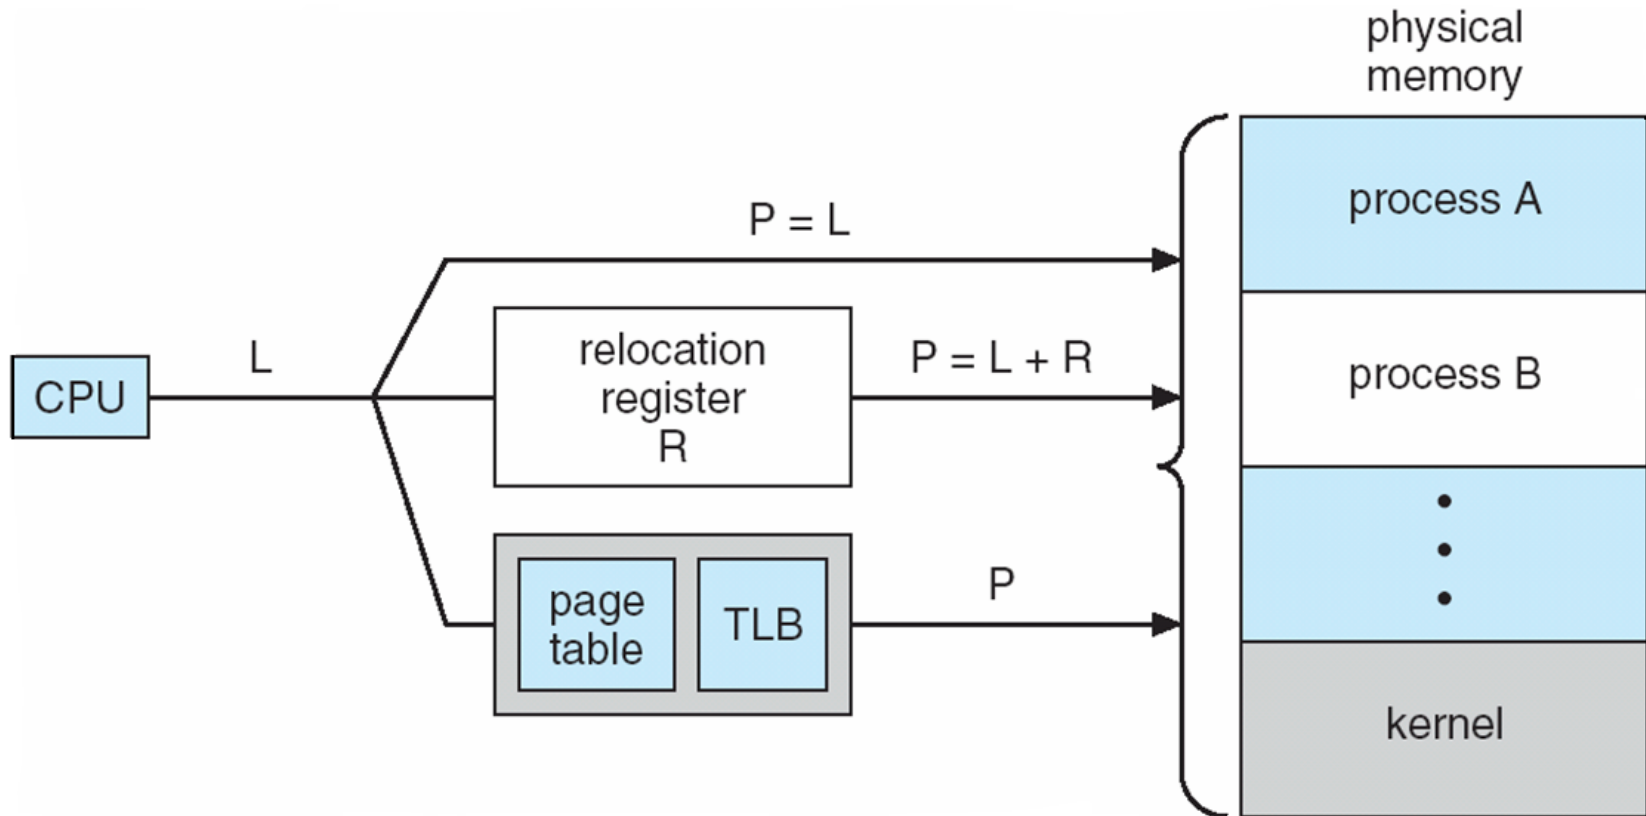 physical
memory
process A
P = L
CPU
L
relocation
register
R
P = L + R
process B
page
table
TLB
P
kernel